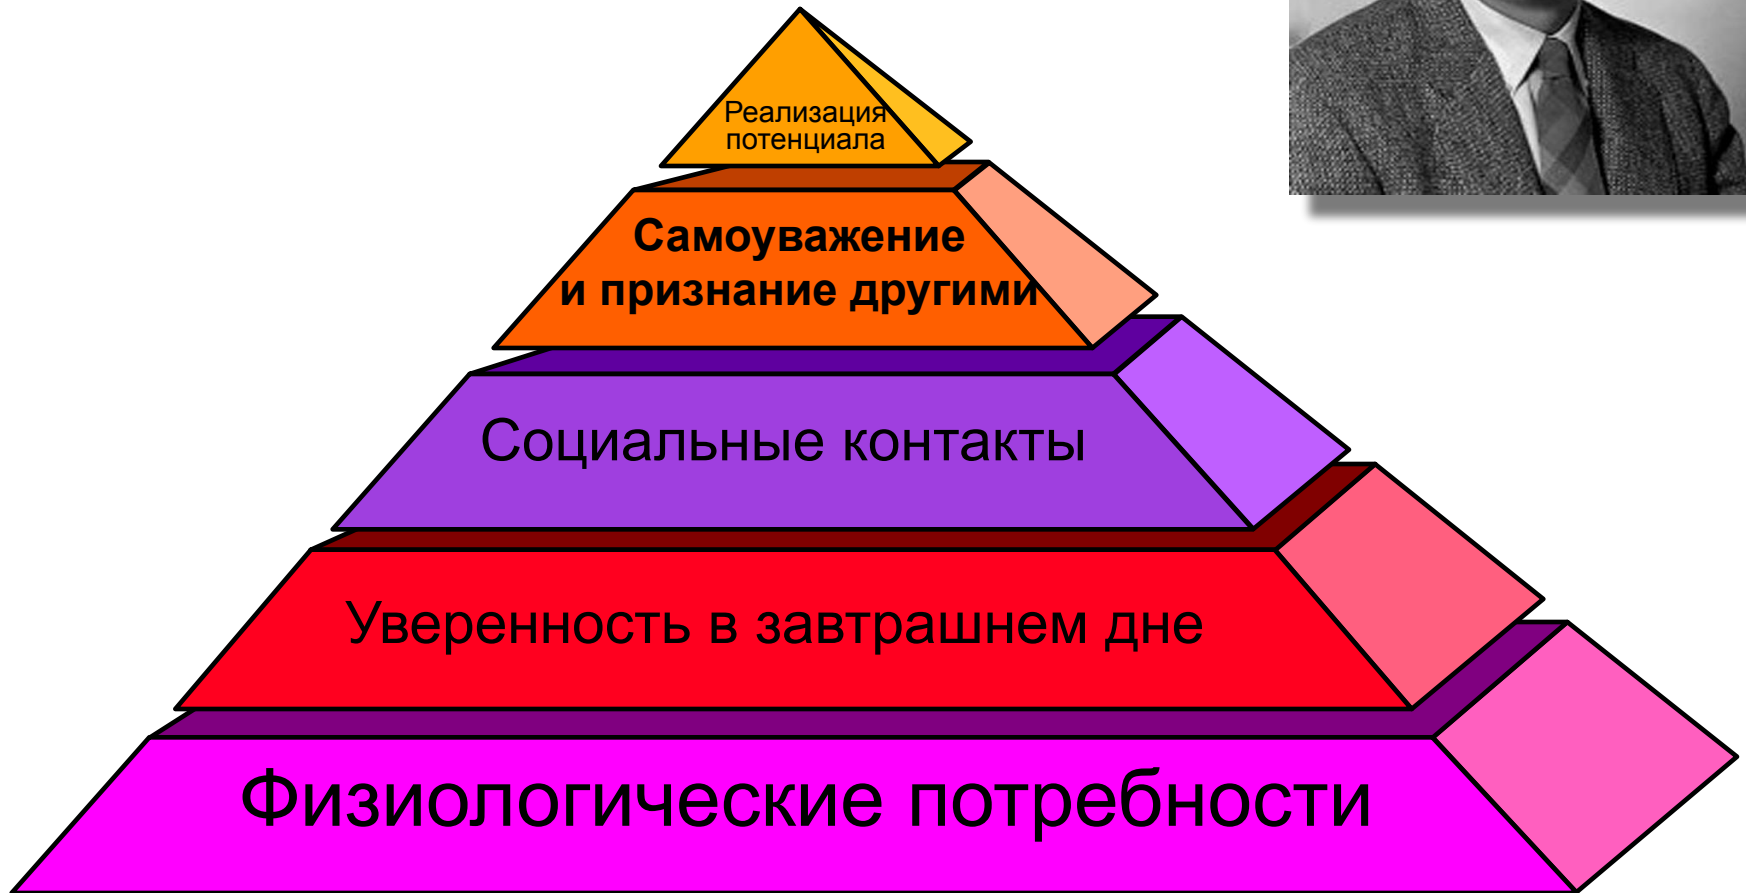 Реализация
потенциала
Самоуважение
и признание другими
Социальные контакты
Уверенность в завтрашнем дне
Физиологические потребности